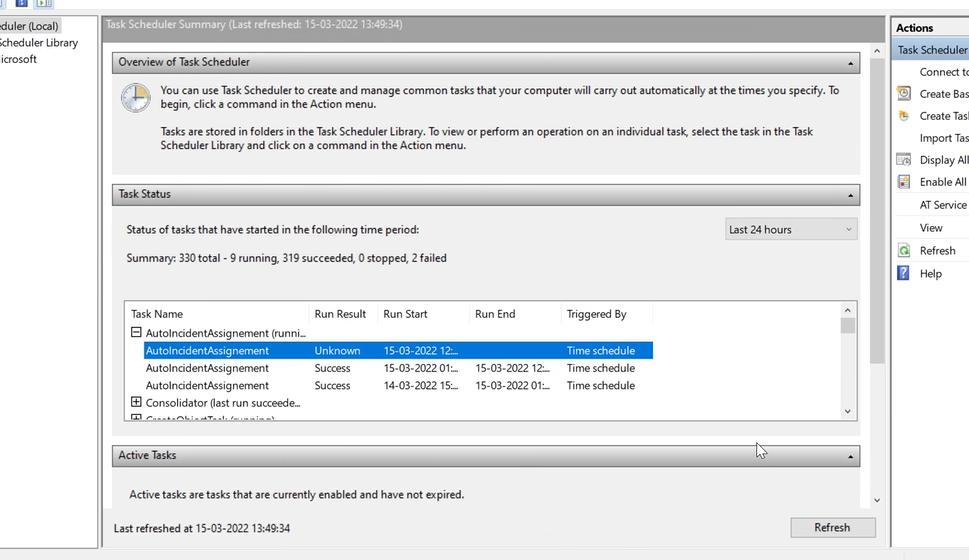 eduler (Local)
Scheduler Library
icrosoft
Task Scheduler Summary (Last refreshed: 15-03-2022 13:49:34)
Overview of Task Scheduler
You can use Task Scheduler to create and manage common tasks that your computer will carry out automatically at the times you specify. To
begin, click a command in the Action menu.
Tasks are stored in folders in the Task Scheduler Library. To view or perform an operation on an individual task, select the task in the Task
Scheduler Library and click on a command in the Action menu.
Task Status
Status of tasks that have started in the following time period:
Last 24 hours
Summary: 330 total - 9 running, 319 succeeded, 0 stopped, 2 failed
Task Name Run Result Run Start Run End Triggered By
AutoIncidentAssignement (runni...
AutoIncidentAssignement Unknown 15-03-2022 12:... Time schedule
AutoIncidentAssignement Success 15-03-2022 01:... 15-03-2022 12:... Time schedule
AutoIncidentAssignement Success 14-03-2022 15:... 15-03-2022 01:... Time schedule
Consolidator (last run succeede...
CreateObjectTask (running)
Active Tasks
Active tasks are tasks that are currently enabled and have not expired.
Last refreshed at 15-03-2022 13:49:34
Refresh
Actions
Task Scheduler
Connect to
Create Bas
Create Tas
Import Tas
Display All
Enable All
AT Service
View
Refresh
Help